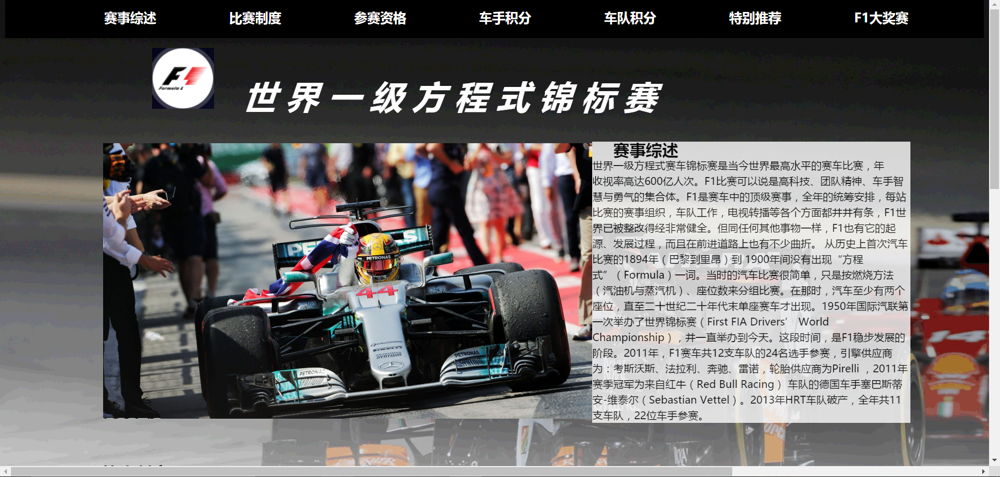 赛事综述 比赛制度 参赛资格 车手积分 车队积分 特别推荐 F1大奖赛
F1
Formula 1
世界一级方程式锦标赛
赛事综述
世界一级方程式赛车锦标赛是当今世界最高水平的赛车比赛，年
收视率高达600亿人次。F1比赛可以说是高科技、团队精神、车手智
慧与勇气的集合体。F1是赛车中的顶级赛事，全年的统筹安排，每站
比赛的赛事组织，车队工作，电视转播等各个方面都井井有条，F1世
界已被整改得经非常健全。但同任何其他事物一样，F1也有它的起
源、发展过程，而且在前进道路上也有不少曲折。 从历史上首次汽车
比赛的1894年（巴黎到里昂）到 1900年间没有出现“方程
式”（Formula）一词。当时的汽车比赛很简单，只是按燃烧方法
（汽油机与蒸汽机）、座位数来分组比赛。在那时，汽车至少有两个
座位，直至二十世纪二十年代末单座赛车才出现。1950年国际汽联第
一次举办了世界锦标赛（First FIA Drivers’ World
Championship），并一直举办到今天。这段时间，是F1稳步发展的
阶段。2011年，F1赛车共12支车队的24名选手参赛，引擎供应商
为：考斯沃斯、法拉利、奔驰、雷诺，轮胎供应商为Pirelli ，2011年
赛季冠军为来自红牛（Red Bull Racing） 车队的德国车手塞巴斯蒂
安-维泰尔（Sebastian Vettel）。2013年HRT车队破产，全年共11
支车队，22位车手参赛。
PETRONAS
44
QUALCOMM
PIRELLI
PETRONAS
SYNTIUM
PETRONAS
SYNTIUM
PETRONAS
14